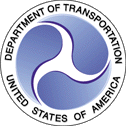 DEPARTMENT OF TRANSPORTATION
UNITED STATES OF AMERICA